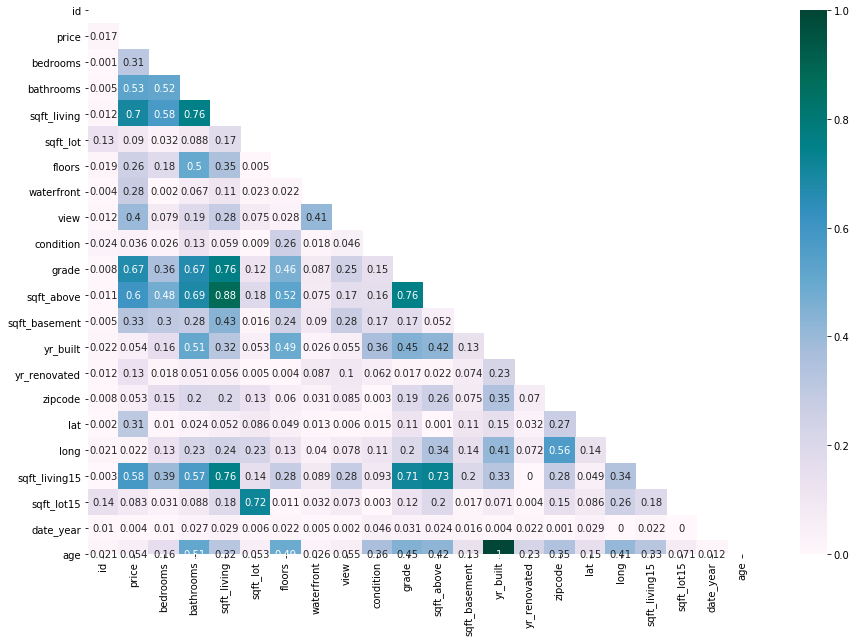 id
price 0.017
bedrooms 0.001 0.31
bathrooms 0.005 0.53 0.52
sqft_living 0.012 0.7 0.58 0.76
sqft_lot 0.13 0.09 0.032 0.088 0.17
floors 0.019 0.26 0.18 0.5 0.35 0.005
waterfront 0.004 0.28 0.002 0.067 0.11 0.023 0.022
view 0.012 0.4 0.079 0.19 0.28 0.075 0.028 0.41
condition 0.024 0.036 0.026 0.13 0.059 0.009 0.26 0.018 0.046
grade 0.008 0.67 0.36 0.67 0.76 0.12 0.46 0.087 0.25 0.15
sqft_above 0.011 0.6 0.48 0.69 0.88 0.18 0.52 0.075 0.17 0.16 0.76
sqft_basement 0.005 0.33 0.3 0.28 0.43 0.016 0.24 0.09 0.28 0.17 0.17 0.052
yr_built 0.022 0.054 0.16 0.51 0.32 0.053 0.49 0.026 0.055 0.36 0.45 0.42 0.13
yr_renovated 0.012 0.13 0.018 0.051 0.056 0.005 0.004 0.087 0.1 0.062 0.017 0.022 0.074 0.23
zipcode 0.008 0.053 0.15 0.2 0.2 0.13 0.06 0.031 0.085 0.003 0.19 0.26 0.075 0.35 0.07
lat 0.002 0.31 0.01 0.024 0.052 0.086 0.049 0.013 0.006 0.015 0.11 0.001 0.11 0.15 0.032 0.27
long 0.021 0.022 0.13 0.23 0.24 0.23 0.13 0.04 0.078 0.11 0.2 0.34 0.14 0.41 0.072 0.56 0.14
sqft_living15 0.003 0.58 0.39 0.57 0.76 0.14 0.28 0.089 0.28 0.093 0.71 0.73 0.2 0.33 0 0.28 0.049 0.34
sqft_lot15 0.14 0.083 0.031 0.088 0.18 0.72 0.011 0.032 0.073 0.003 0.12 0.2 0.017 0.071 0.004 0.15 0.086 0.26 0.18
date_year 0.01 0.004 0.01 0.027 0.029 0.006 0.022 0.005 0.002 0.046 0.031 0.024 0.016 0.004 0.022 0.001 0.029 0 0.022 0
age 0.021 0.054 0.16 0.51 0.32 0.053 0.49 0.026 0.055 0.36 0.45 0.42 0.13 1 0.23 0.35 0.15 0.41 0.33 0.071 0.012
id price bedrooms bathrooms sqft_living sqft_lot floors waterfront view condition grade sqft_above sqft_basement yr_built yr_renovated zipcode lat long sqft_living15 sqft_lot15 date_year age
1.0
0.8
0.6
0.4
0.2
0.0